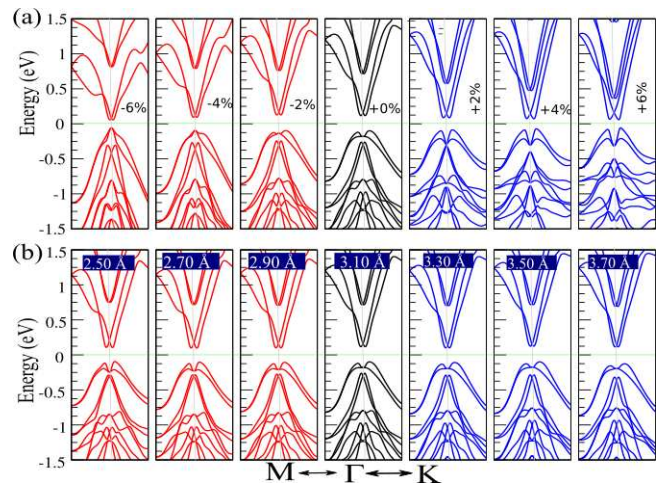 (a)
Energy (eV)
1.5
1
0.5
0
-0.5
-1
-1.5
-6%
-4%
-2%
+0%
+2%
+4%
+6%
(b)
Energy (eV)
1.5
1
0.5
0
-0.5
-1
-1.5
2.50 Å
2.70 Å
2.90 Å
3.10 Å
3.30 Å
3.50 Å
3.70 Å
M ↔ Γ ↔ K